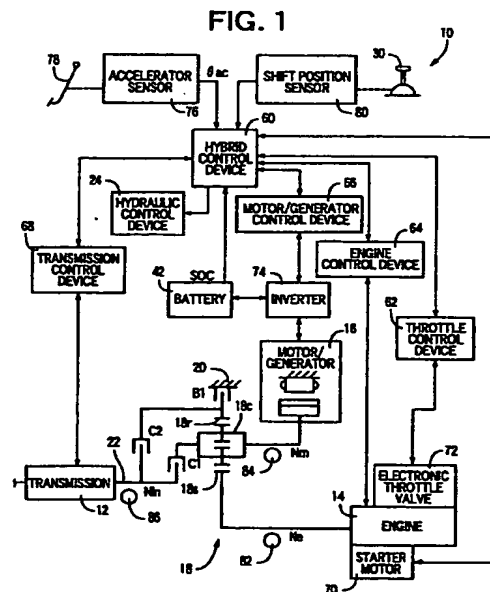 FIG. 1
78
ACCELERATOR SENSOR
76
θac
SHIFT POSITION SENSOR
80
30
10
60
HYBRID CONTROL DEVICE
24
HYDRAULIC CONTROL DEVICE
66
MOTOR/GENERATOR CONTROL DEVICE
64
ENGINE CONTROL DEVICE
68
TRANSMISSION CONTROL DEVICE
SOC
42
BATTERY
74
INVERTER
62
THROTTLE CONTROL DEVICE
16
MOTOR/GENERATOR
20
B1
18r
18c
C2
C1
22
Nin
18s
84
Nm
TRANSMISSION
12
86
72
ELECTRONIC THROTTLE VALVE
14
ENGINE
Ne
82
18
STARTER MOTOR
70